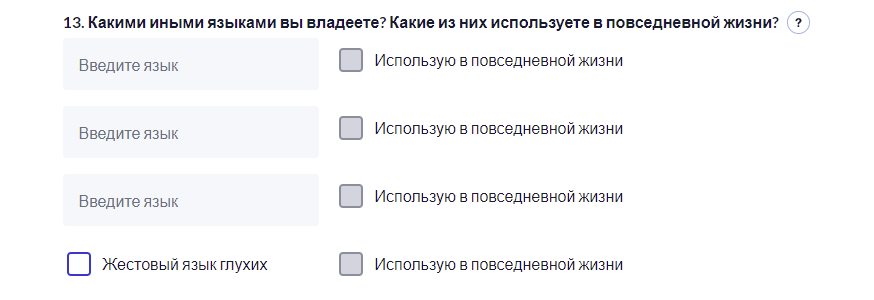 13. Какими иными языками вы владеете? Какие из них используете в повседневной жизни? ?
Введите язык Использую в повседневной жизни
Введите язык Использую в повседневной жизни
Введите язык Использую в повседневной жизни
Жестовый язык глухих Использую в повседневной жизни